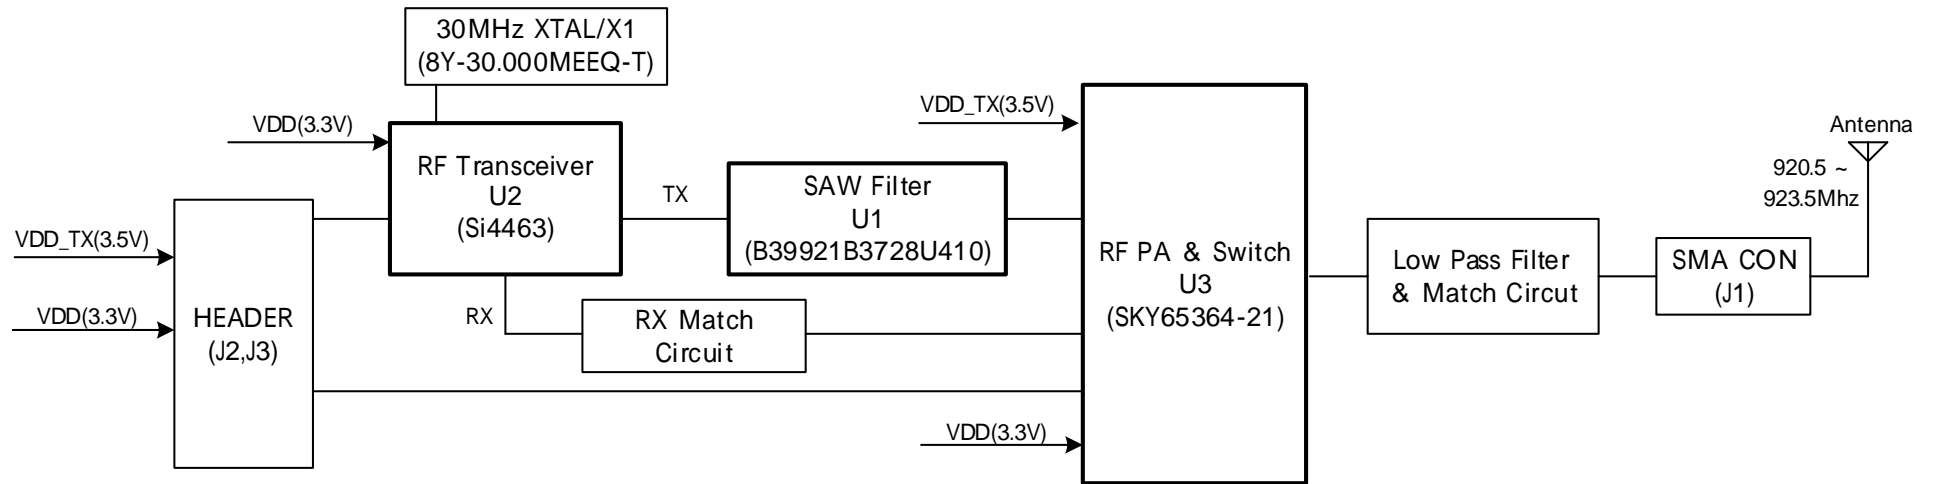 30MHz XTAL/X1
(8Y-30.000MEEQ-T)
VDD(3.3V)
RF Transceiver
U2
(Si4463)
TX
SAW Filter
U1
(B39921B3728U410)
VDD_TX(3.5V)
RF PA & Switch
U3
(SKY65364-21)
Antenna
920.5 ~
923.5Mhz
VDD_TX(3.5V)
VDD(3.3V)
HEADER
(J2,J3)
RX
RX Match
Circuit
VDD(3.3V)
Low Pass Filter
& Match Circut
SMA CON
(J1)